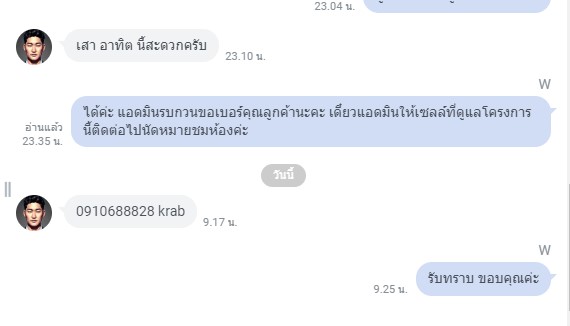 23.04 น.
เสา อาทิต นี้สะดวกครับ
23.10 น.
W
ได้ค่ะ แอดมินรบกวนขอเบอร์คุณลูกค้านะคะ เดี๋ยวแอดมินให้เซลล์ที่ดูแลโครงการ
นี้ติดต่อไปนัดหมายชมห้องค่ะ
อ่านแล้ว
23.35 น.
วันนี้
0910688828 krab
9.17 น.
W
รับทราบ ขอบคุณค่ะ
9.25 น.